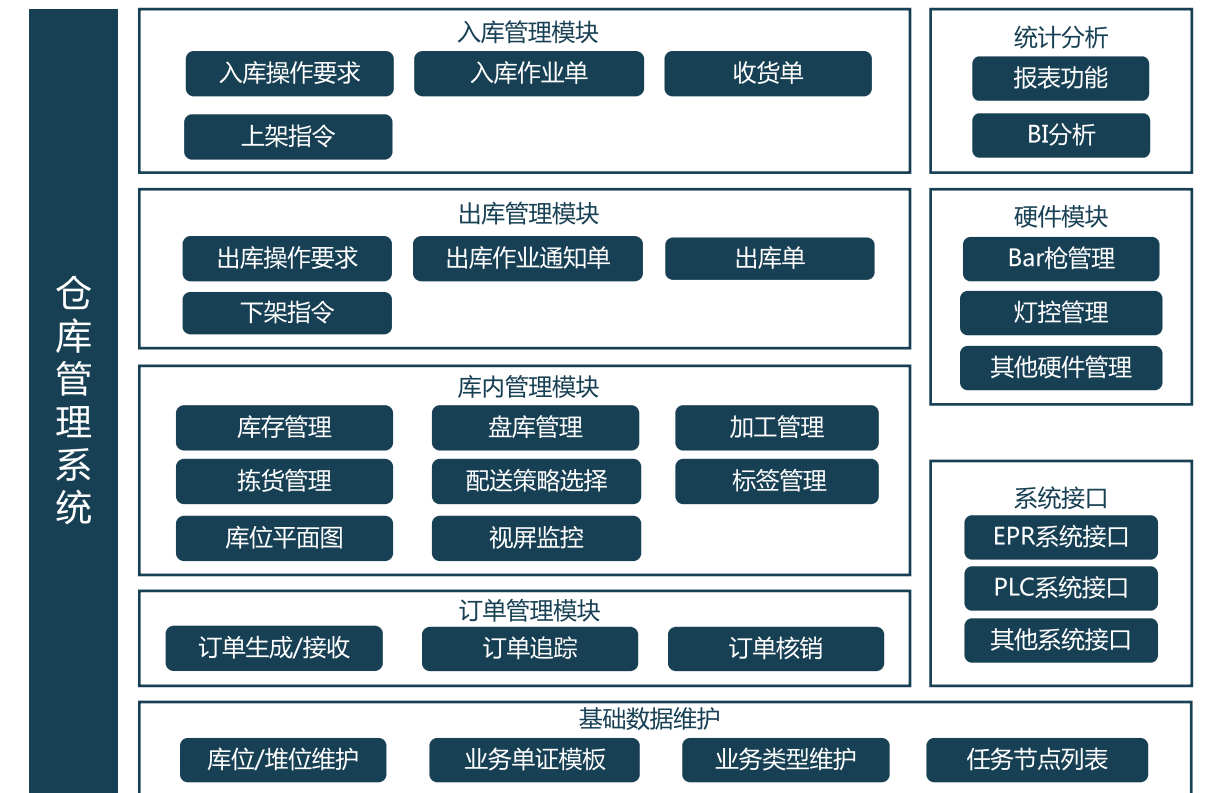 仓库管理系统
入库管理模块
入库操作要求 入库作业单 收货单
上架指令
统计分析
报表功能
BI分析
出库管理模块
出库操作要求 出库作业通知单 出库单
下架指令
硬件模块
Bar枪管理
灯控管理
其他硬件管理
库内管理模块
库存管理 盘库管理 加工管理
拣货管理 配送策略选择 标签管理
库位平面图 视屏监控
系统接口
EPR系统接口
PLC系统接口
其他系统接口
订单管理模块
订单生成/接收 订单追踪 订单核销
基础数据维护
库位/堆位维护 业务单证模板 业务类型维护 任务节点列表